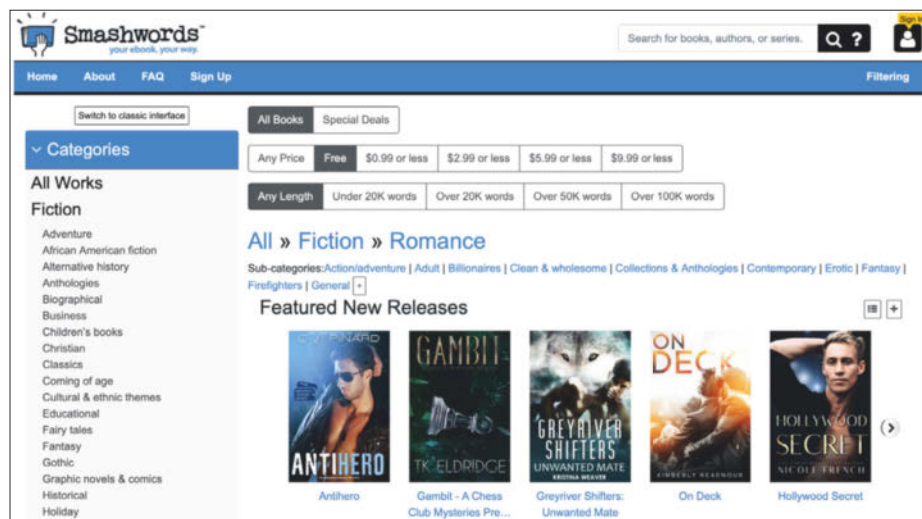 Smashwords™
your ebook, your way.
Search for books, authors, or series.
?
Sign In
Home About FAQ Sign Up Filtering
Switch to classic interface
Categories
All Works
Fiction
Adventure
African American fiction
Alternative history
Anthologies
Biographical
Business
Children's books
Christian
Classics
Coming of age
Cultural & ethnic themes
Educational
Fairy tales
Fantasy
Gothic
Graphic novels & comics
Historical
Holiday
All Books Special Deals
Any Price Free $0.99 or less $2.99 or less $5.99 or less $9.99 or less
Any Length Under 20K words Over 20K words Over 50K words Over 100K words
All » Fiction » Romance
Sub-categories:Action/adventure | Adult | Billionaires | Clean & wholesome | Collections & Anthologies | Contemporary | Erotic | Fantasy |
Firefighters | General +
Featured New Releases
PINARD
ANTIHERO
Antihero
GAMBIT
TK ELDRIDGE
Gambit - A Chess
Club Mysteries Pre...
GREYRIVER
SHIFTERS
UNWANTED MATE
KRISTINA WEAVER
Greyriver Shifters:
Unwanted Mate
ON
DECK
KIMBERLY READNOUR
On Deck
HOLLYWOOD
SECRET
NICOLE FRENCH
Hollywood Secret